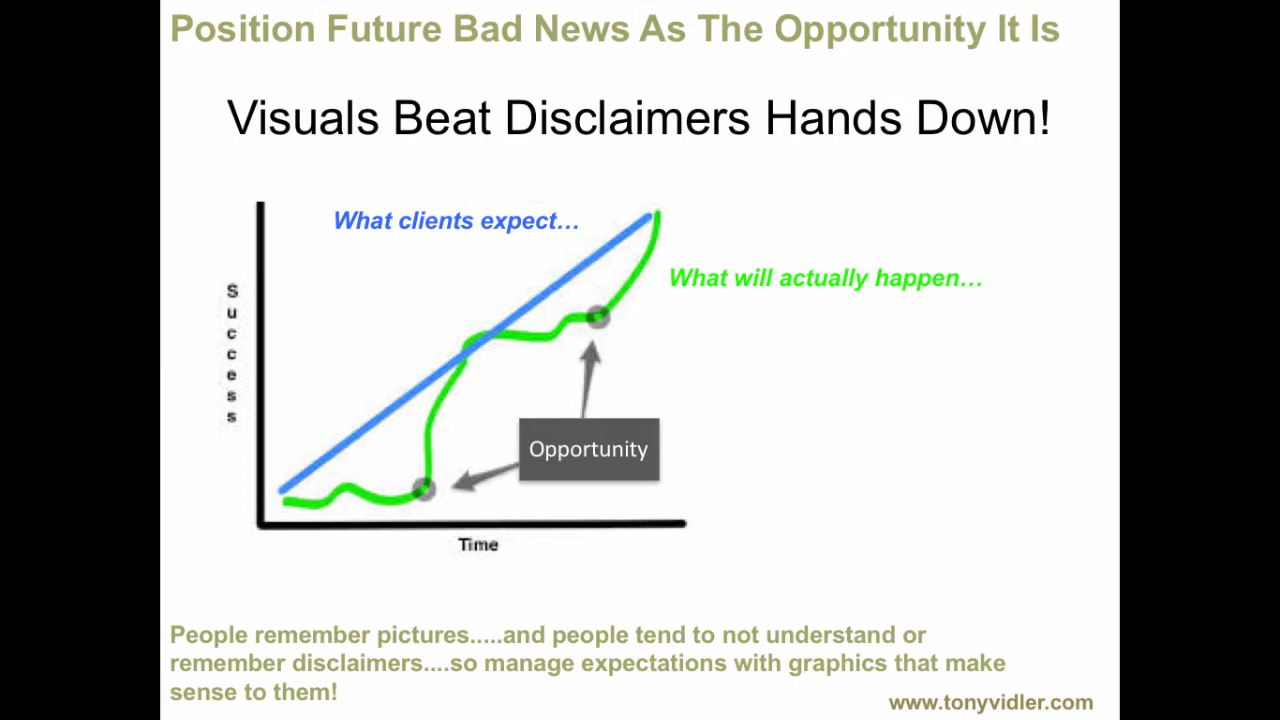 Position Future Bad News As The Opportunity It Is
Visuals Beat Disclaimers Hands Down!
What clients expect…
What will actually happen…
Success
Opportunity
Time
People remember pictures.....and people tend to not understand or
remember disclaimers....so manage expectations with graphics that make
sense to them!
www.tonyvidler.com